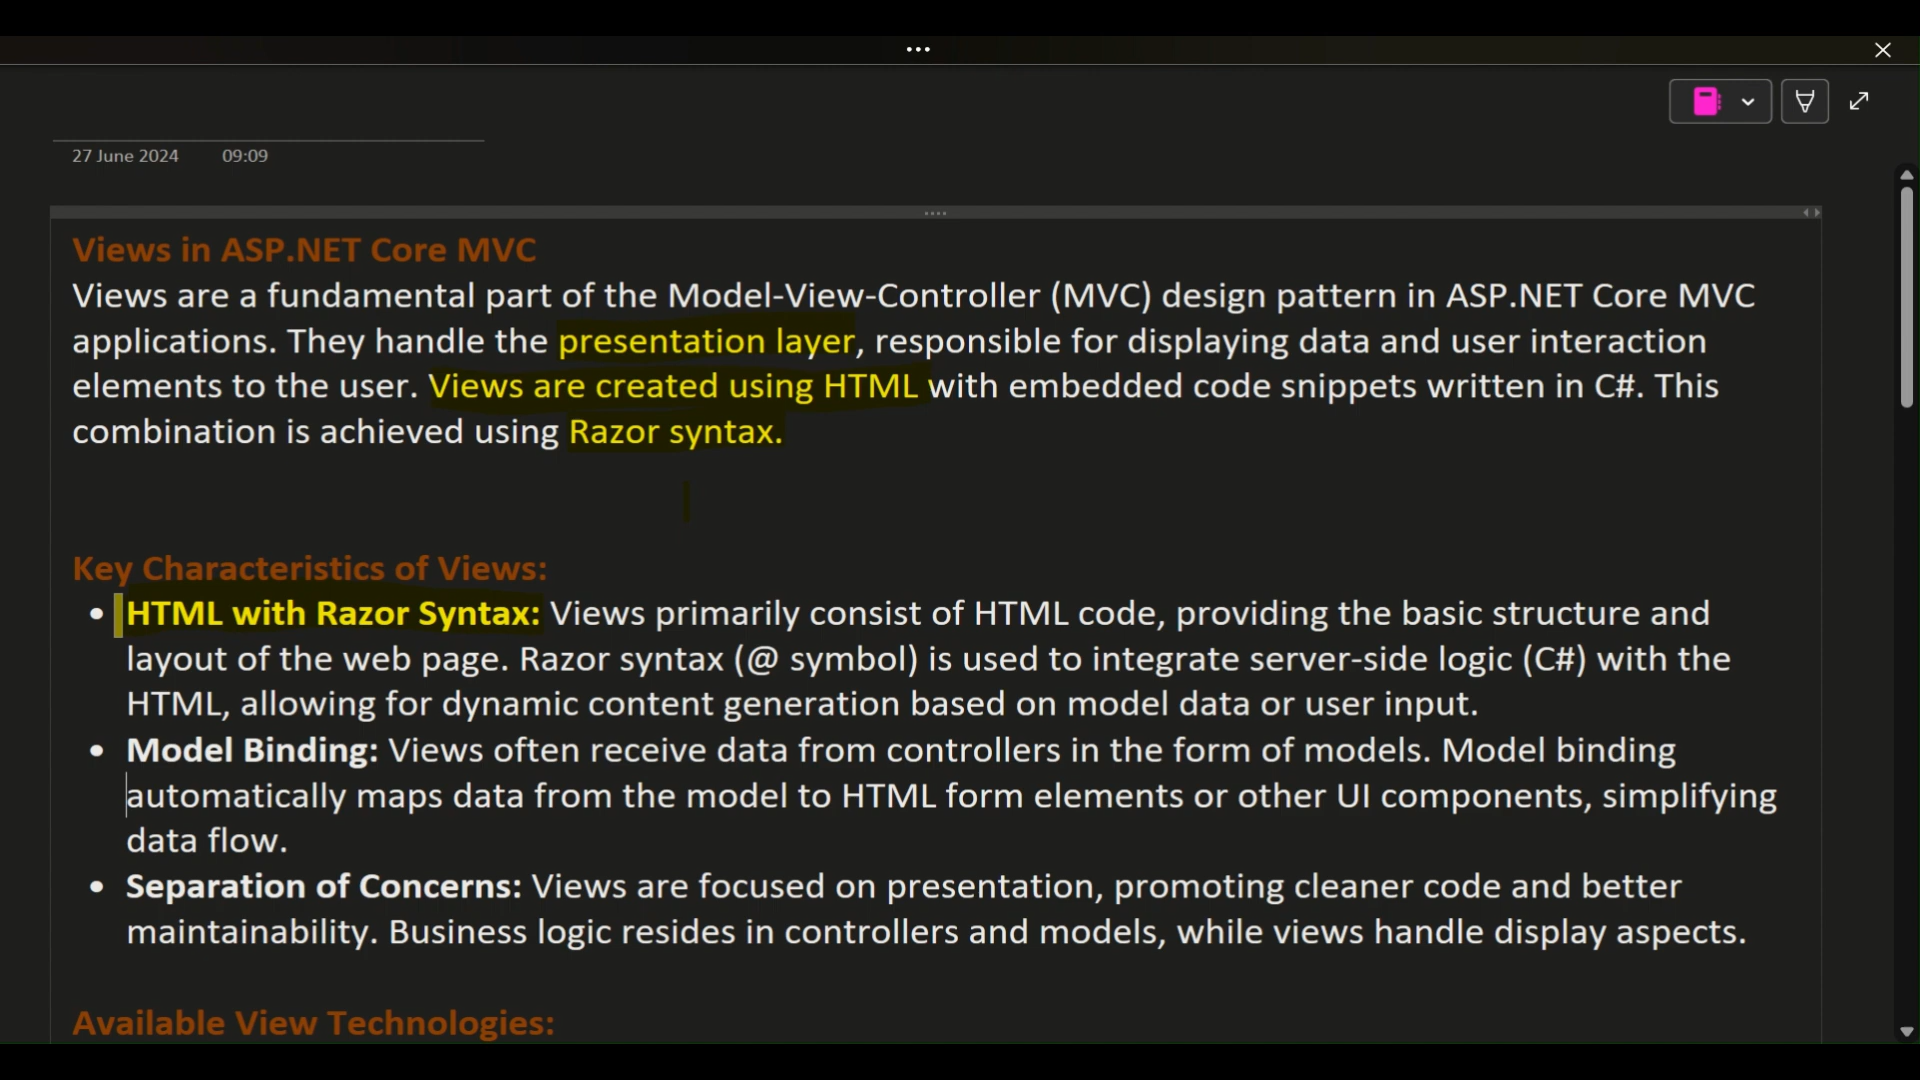 27 June 2024 09:09
Views in ASP.NET Core MVC
Views are a fundamental part of the Model-View-Controller (MVC) design pattern in ASP.NET Core MVC
applications. They handle the presentation layer, responsible for displaying data and user interaction
elements to the user. Views are created using HTML with embedded code snippets written in C#. This
combination is achieved using Razor syntax.
Key Characteristics of Views:
• HTML with Razor Syntax: Views primarily consist of HTML code, providing the basic structure and
layout of the web page. Razor syntax (@ symbol) is used to integrate server-side logic (C#) with the
HTML, allowing for dynamic content generation based on model data or user input.
• Model Binding: Views often receive data from controllers in the form of models. Model binding
automatically maps data from the model to HTML form elements or other UI components, simplifying
data flow.
• Separation of Concerns: Views are focused on presentation, promoting cleaner code and better
maintainability. Business logic resides in controllers and models, while views handle display aspects.
Available View Technologies: